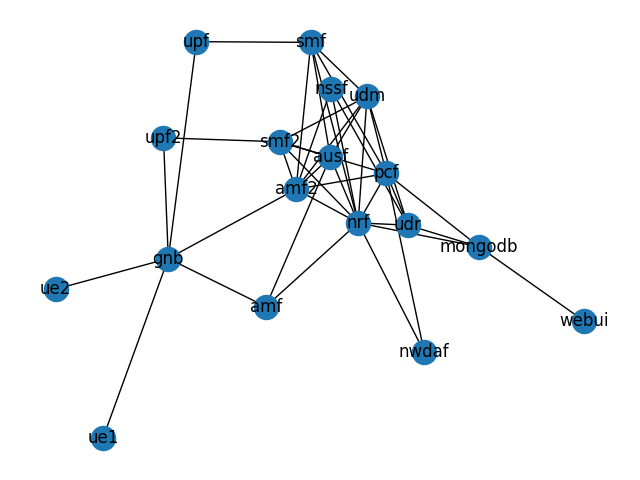 upf
smf
nssf
udm
upf2
smf2
ausf
pcf
amf2
nrf
udr
mongodb
gnb
ue2
amf
webui
nwdaf
ue1